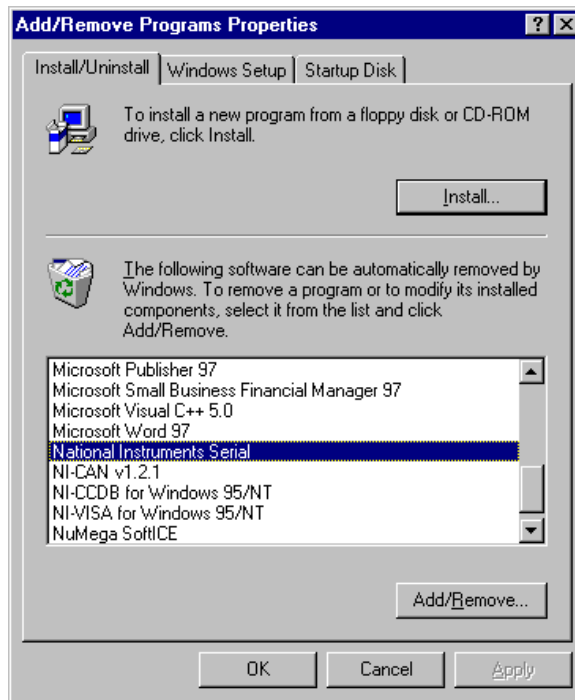 Add/Remove Programs Properties
Install/Uninstall Windows Setup Startup Disk
To install a new program from a floppy disk or CD-ROM
drive, click Install.
Install...
The following software can be automatically removed by
Windows. To remove a program or to modify its installed
components, select it from the list and click
Add/Remove.
Microsoft Publisher 97
Microsoft Small Business Financial Manager 97
Microsoft Visual C++ 5.0
Microsoft Word 97
National Instruments Serial
NI-CAN v1.2.1
NI-CCDB for Windows 95/NT
NI-VISA for Windows 95/NT
NuMega SoftICE
Add/Remove...
OK Cancel Apply